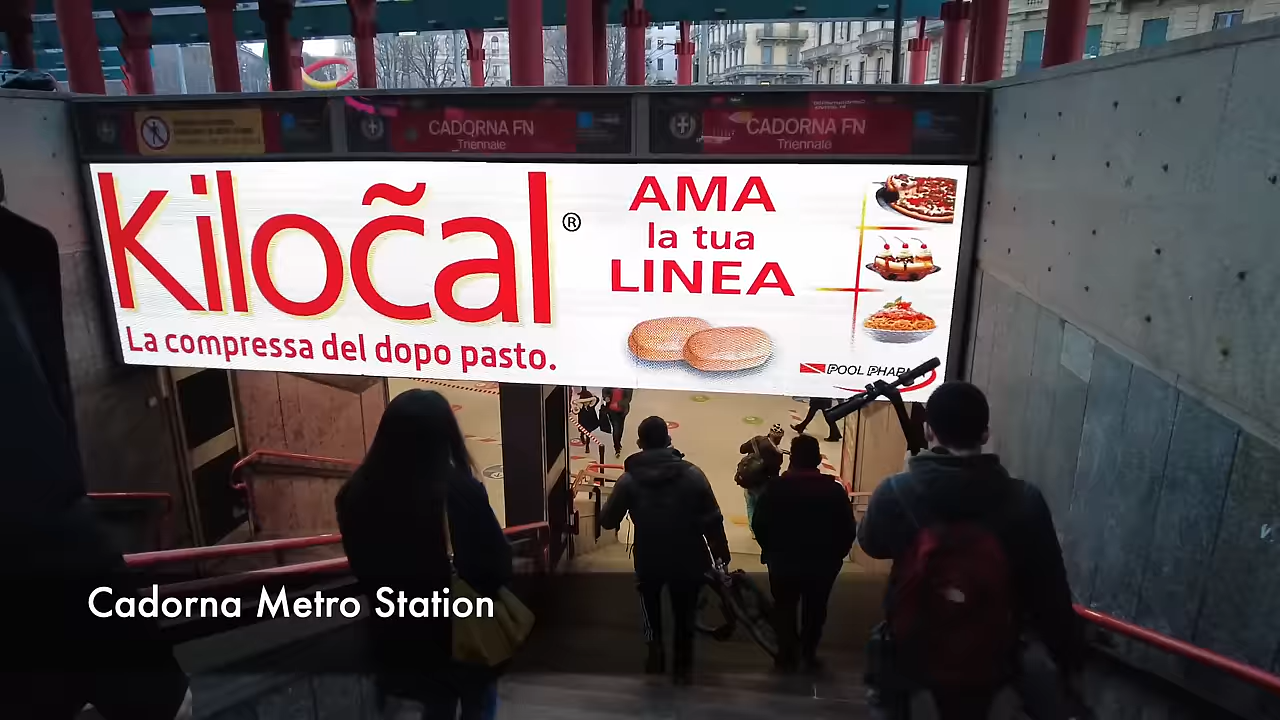 CADORNA FN
Triennale
CADORNA FN
Triennale
Kilocal®
AMA
la tua
LINEA
La compressa del dopo pasto.
POOL PHARMA
Cadorna Metro Station